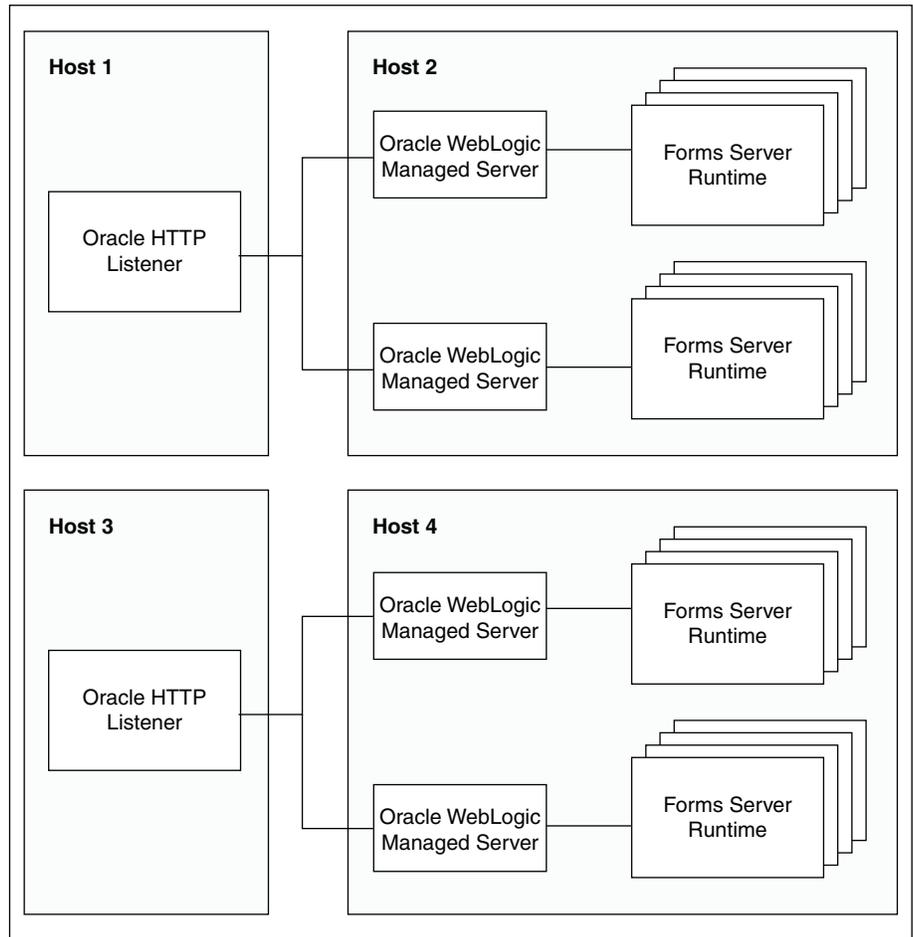 Host 1
Oracle HTTP
Listener
Host 2
Oracle WebLogic
Managed Server
Forms Server
Runtime
Oracle WebLogic
Managed Server
Forms Server
Runtime
Host 3
Oracle HTTP
Listener
Host 4
Oracle WebLogic
Managed Server
Forms Server
Runtime
Oracle WebLogic
Managed Server
Forms Server
Runtime